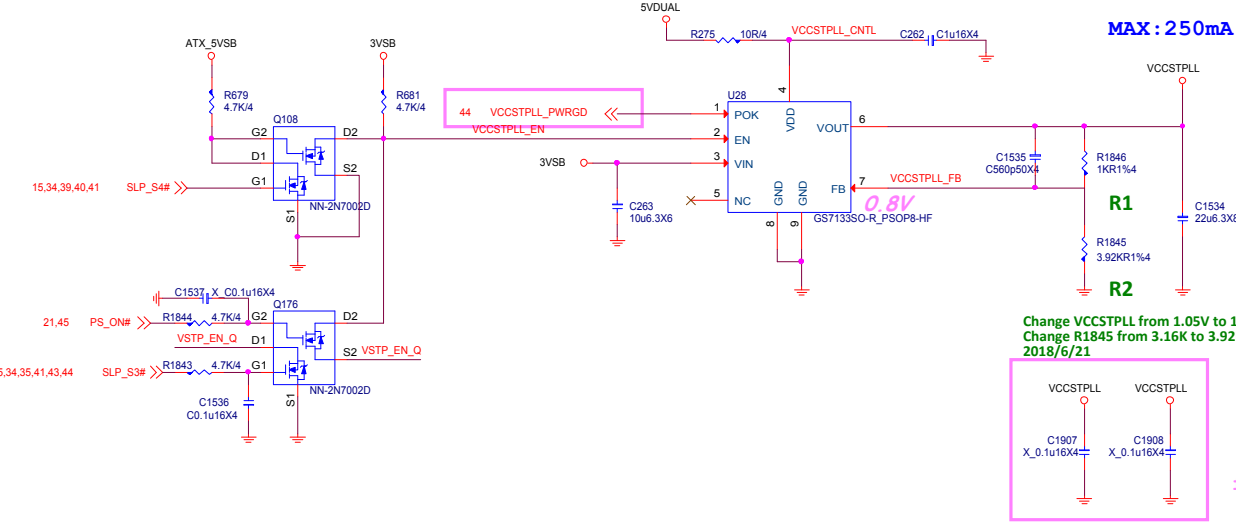 5VDUAL
MAX:250mA
R275 10R/4 VCCSTPLL_CNTL C262 C1u16X4
ATX_5VSB 3VSB
VCCSTPLL
R679
4.7K/4
R681
4.7K/4
44 VCCSTPLL_PWRGD
VCCSTPLL_EN
U28
1 POK
2 EN
3 VIN
5 NC
4 VDD
VOUT 6
FB 7
GND 8
GND 9
0.8V
GS7133SO-R_PSOP8-HF
VCCSTPLL_FB
Q108
G2 D2
D1 S2
G1
S1
NN-2N7002D
15,34,39,40,41 SLP_S4#
3VSB
C263
10u6.3X6
C1535
C560p50X4
R1846
1KR1%4
R1
C1534
22u6.3X8
R1845
3.92KR1%4
R2
C1537 X_C0.1u16X4
Q176
21,45 PS_ON# R1844 4.7K/4 G2 D2
VSTP_EN_Q D1 S2 VSTP_EN_Q
5,34,35,41,43,44 SLP_S3# R1843 4.7K/4 G1
S1
NN-2N7002D
C1536
C0.1u16X4
Change VCCSTPLL from 1.05V to 1
Change R1845 from 3.16K to 3.92
2018/6/21
VCCSTPLL VCCSTPLL
C1907
X_0.1u16X4
C1908
X_0.1u16X4